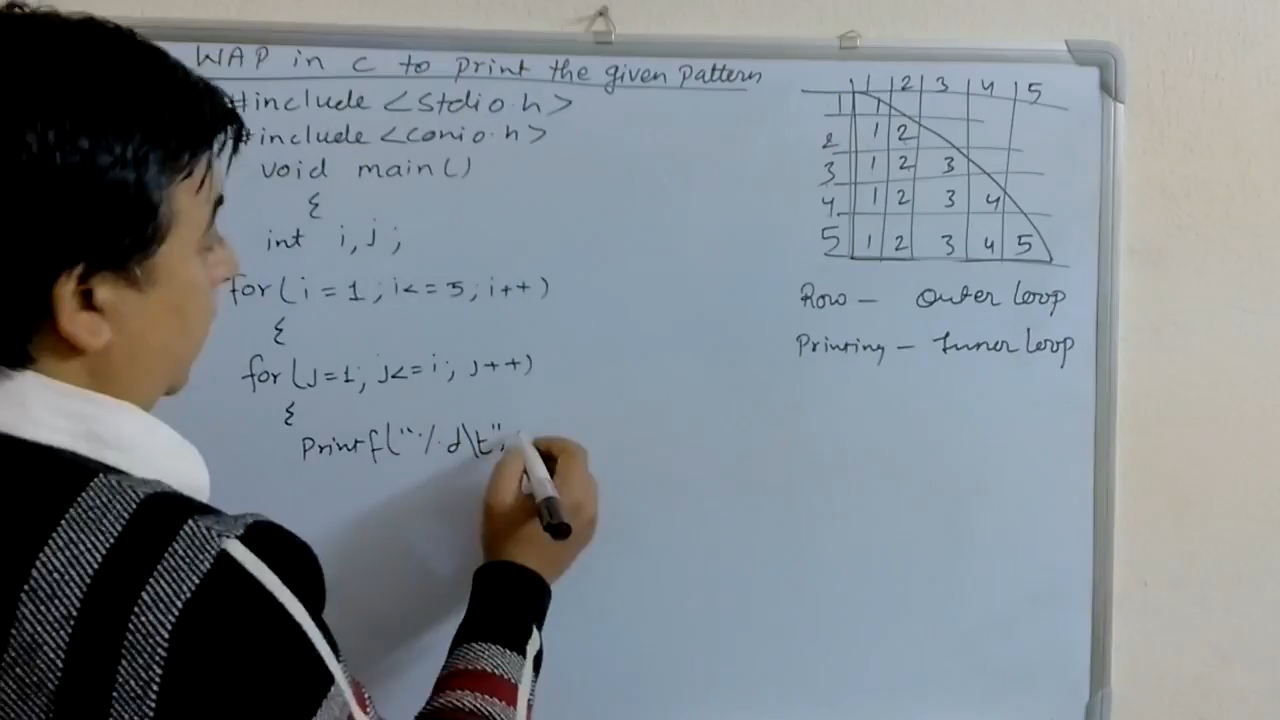 WAP in C to print the given pattern
#include <stdio.h>
#include <conio.h>
void main()
{
int i, j;
for(i=1; i<=5; i++)
{
for(j=1; j<=i; j++)
{
printf("%d\t",
1 2 3 4 5
1 1
2 1 2
3 1 2 3
4 1 2 3 4
5 1 2 3 4 5
Row - Outer loop
Printing - Inner loop